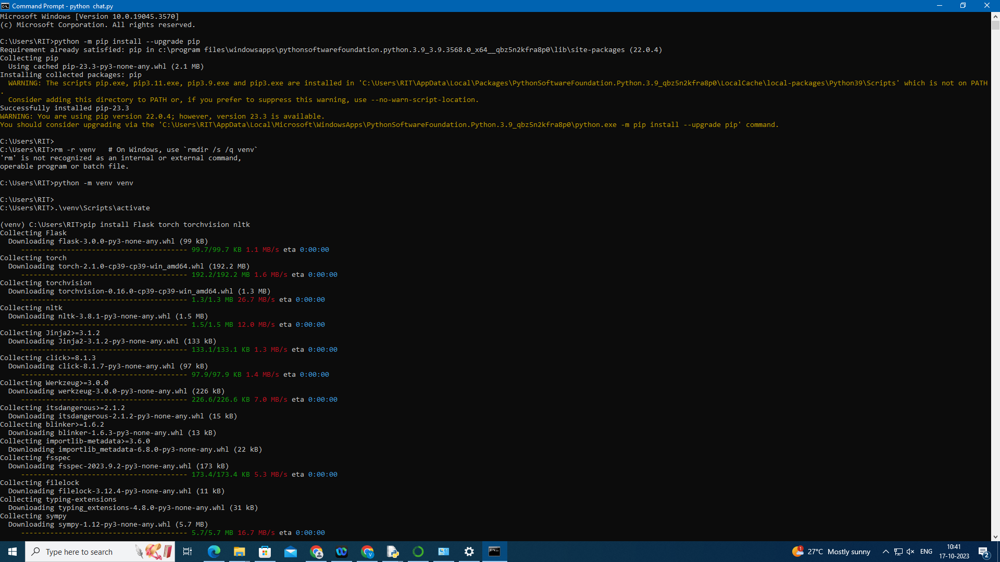 Command Prompt - python  chat.py
Microsoft Windows [Version 10.0.19045.3570]
(c) Microsoft Corporation. All rights reserved.
C:\Users\RIT>python -m pip install --upgrade pip
Requirement already satisfied: pip in c:\program files\windowsapps\pythonsoftwarefoundation.python.3.9_3.9.3568.0_x64__qbz5n2kfra8p0\lib\site-packages (22.0.4)
Collecting pip
  Using cached pip-23.3-py3-none-any.whl (2.1 MB)
Installing collected packages: pip
  WARNING: The scripts pip.exe, pip3.11.exe, pip3.9.exe and pip3.exe are installed in 'C:\Users\RIT\AppData\Local\Packages\PythonSoftwareFoundation.Python.3.9_qbz5n2kfra8p0\LocalCache\local-packages\Python39\Scripts' which is not on PATH
.
  Consider adding this directory to PATH or, if you prefer to suppress this warning, use --no-warn-script-location.
Successfully installed pip-23.3
WARNING: You are using pip version 22.0.4; however, version 23.3 is available.
You should consider upgrading via the 'C:\Users\RIT\AppData\Local\Microsoft\WindowsApps\PythonSoftwareFoundation.Python.3.9_qbz5n2kfra8p0\python.exe -m pip install --upgrade pip' command.
C:\Users\RIT>
C:\Users\RIT>rm -r venv   # On Windows, use `rmdir /s /q venv`
'rm' is not recognized as an internal or external command,
operable program or batch file.
C:\Users\RIT>python -m venv venv
C:\Users\RIT>
C:\Users\RIT>.\venv\Scripts\activate
(venv) C:\Users\RIT>pip install Flask torch torchvision nltk
Collecting Flask
  Downloading flask-3.0.0-py3-none-any.whl (99 kB)
     ---------------------------------------- 99.7/99.7 KB 1.1 MB/s eta 0:00:00
Collecting torch
  Downloading torch-2.1.0-cp39-cp39-win_amd64.whl (192.2 MB)
     ---------------------------------------- 192.2/192.2 MB 1.6 MB/s eta 0:00:00
Collecting torchvision
  Downloading torchvision-0.16.0-cp39-cp39-win_amd64.whl (1.3 MB)
     ---------------------------------------- 1.3/1.3 MB 26.7 MB/s eta 0:00:00
Collecting nltk
  Downloading nltk-3.8.1-py3-none-any.whl (1.5 MB)
     ---------------------------------------- 1.5/1.5 MB 12.0 MB/s eta 0:00:00
Collecting Jinja2>=3.1.2
  Downloading Jinja2-3.1.2-py3-none-any.whl (133 kB)
     ---------------------------------------- 133.1/133.1 KB 1.3 MB/s eta 0:00:00
Collecting click>=8.1.3
  Downloading click-8.1.7-py3-none-any.whl (97 kB)
     ---------------------------------------- 97.9/97.9 KB 1.4 MB/s eta 0:00:00
Collecting Werkzeug>=3.0.0
  Downloading werkzeug-3.0.0-py3-none-any.whl (226 kB)
     ---------------------------------------- 226.6/226.6 KB 7.0 MB/s eta 0:00:00
Collecting itsdangerous>=2.1.2
  Downloading itsdangerous-2.1.2-py3-none-any.whl (15 kB)
Collecting blinker>=1.6.2
  Downloading blinker-1.6.3-py3-none-any.whl (13 kB)
Collecting importlib-metadata>=3.6.0
  Downloading importlib_metadata-6.8.0-py3-none-any.whl (22 kB)
Collecting fsspec
  Downloading fsspec-2023.9.2-py3-none-any.whl (173 kB)
     ---------------------------------------- 173.4/173.4 KB 5.3 MB/s eta 0:00:00
Collecting filelock
  Downloading filelock-3.12.4-py3-none-any.whl (11 kB)
Collecting typing-extensions
  Downloading typing_extensions-4.8.0-py3-none-any.whl (31 kB)
Collecting sympy
  Downloading sympy-1.12-py3-none-any.whl (5.7 MB)
     ---------------------------------------- 5.7/5.7 MB 16.7 MB/s eta 0:00:00
Type here to search
1
27°C  Mostly sunny
ENG
10:41
17-10-2023
2